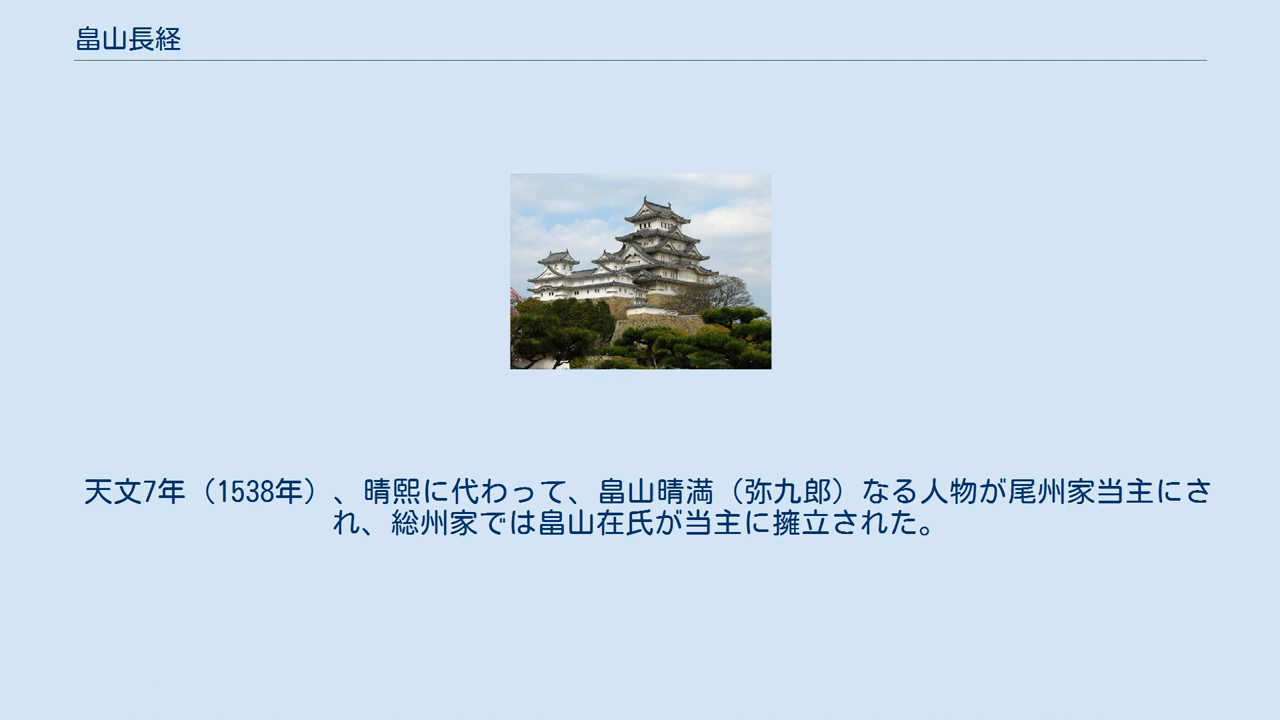 畠山長経
天文7年（1538年）、晴熙に代わって、畠山晴満（弥九郎）なる人物が尾州家当主にさ
れ、総州家では畠山在氏が当主に擁立された。